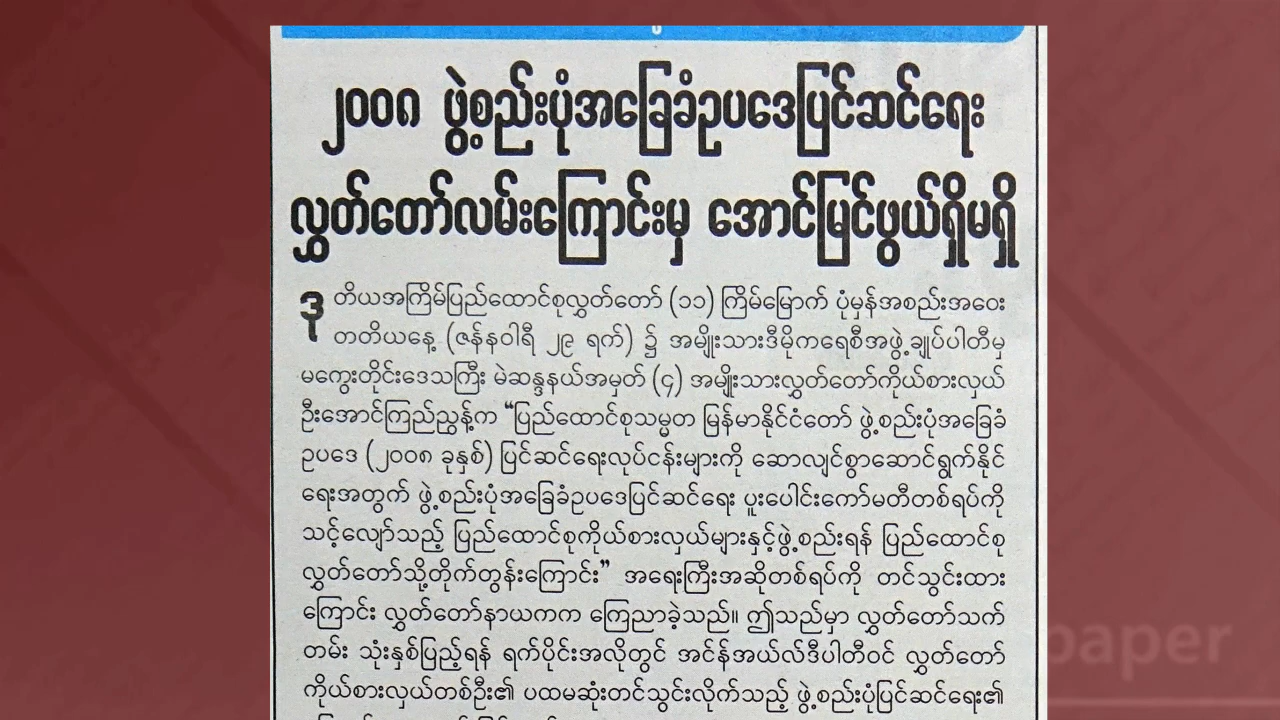 ၂၀၀၈ ဖွဲ့စည်းပုံအခြေခံဥပဒေပြင်ဆင်ရေး
လွှတ်တော်လမ်းကြောင်းမှ အောင်မြင်ဖွယ်ရှိမရှိ
ဒုတိယအကြိမ်ပြည်ထောင်စုလွှတ်တော် (၁၁) ကြိမ်မြောက် ပုံမှန်အစည်းအဝေး
တတိယနေ့ (ဇန်နဝါရီ ၂၉ ရက်) ၌ အမျိုးသားဒီမိုကရေစီအဖွဲ့ချုပ်ပါတီမှ
မကွေးတိုင်းဒေသကြီး မဲဆန္ဒနယ်အမှတ် (၄) အမျိုးသားလွှတ်တော်ကိုယ်စားလှယ်
ဦးအောင်ကြည်ညွန့်က “ပြည်ထောင်စုသမ္မတ မြန်မာနိုင်ငံတော် ဖွဲ့စည်းပုံအခြေခံ
ဥပဒေ (၂၀၀၈ ခုနှစ်) ပြင်ဆင်ရေးလုပ်ငန်းများကို ဆောလျင်စွာဆောင်ရွက်နိုင်
ရေးအတွက် ဖွဲ့စည်းပုံအခြေခံဥပဒေပြင်ဆင်ရေး ပူးပေါင်းကော်မတီတစ်ရပ်ကို
သင့်လျော်သည့် ပြည်ထောင်စုကိုယ်စားလှယ်များနှင့်ဖွဲ့စည်းရန် ပြည်ထောင်စု
လွှတ်တော်သို့တိုက်တွန်းကြောင်း” အရေးကြီးအဆိုတစ်ရပ်ကို တင်သွင်းထား
ကြောင်း လွှတ်တော်နာယကက ကြေညာခဲ့သည်။ ဤသည်မှာ လွှတ်တော်သက်
တမ်း သုံးနှစ်ပြည့်ရန် ရက်ပိုင်းအလိုတွင် အင်န်အယ်လ်ဒီပါတီဝင် လွှတ်တော်
ကိုယ်စားလှယ်တစ်ဦး၏ ပထမဆုံးတင်သွင်းလိုက်သည့် ဖွဲ့စည်းပုံပြင်ဆင်ရေး၏
paper